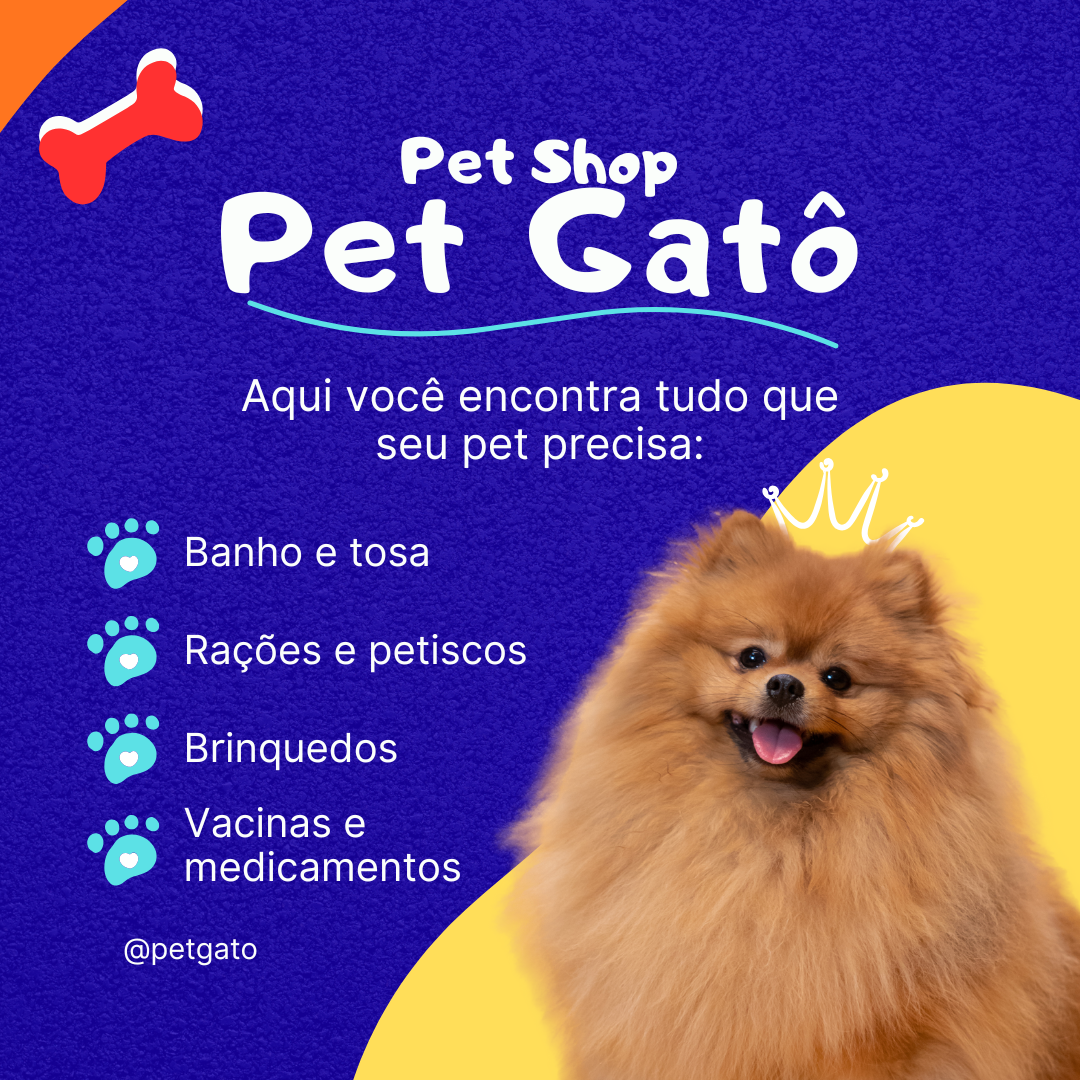 Pet Shop
Pet Gatô
Aqui você encontra tudo que
seu pet precisa:
Banho e tosa
Rações e petiscos
Brinquedos
Vacinas e
medicamentos
@petgato